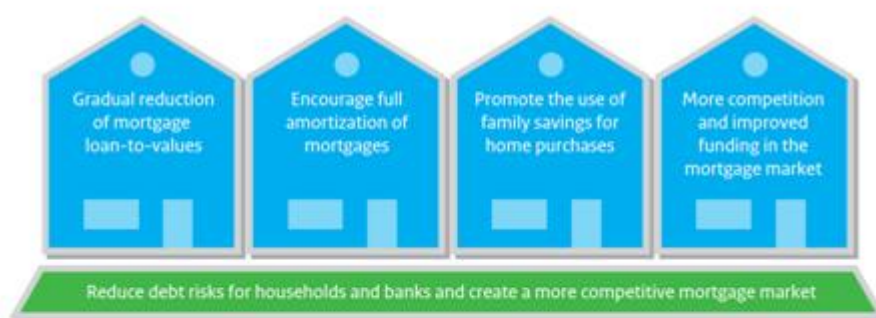 Gradual reduction
of mortgage
loan-to-values
Encourage full
amortization of
mortgages
Promote the use of
family savings for
home purchases
More competition
and improved
funding in the
mortgage market
Reduce debt risks for households and banks and create a more competitive mortgage market